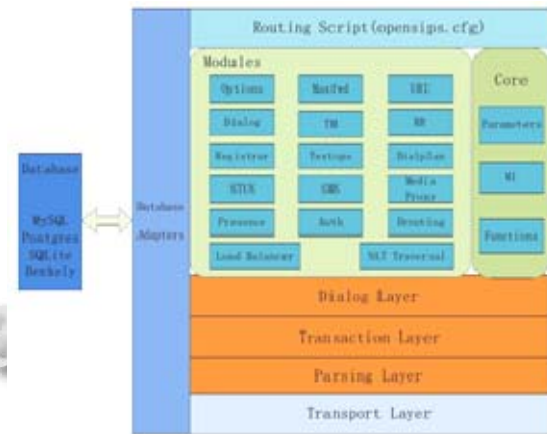 Routing Script(opensips.cfg)
Modules
Options
Maxfwd
URI
Dialog
TM
RR
Registrar
Textops
Dialplan
SMS
Media
Proxy
Presence
Auth
Drouting
Load Balancer
NAT Traversal
Core
Parameters
MI
Functions
Database
MySQL
Postgres
SQLite
Berkely
Database
Adapters
Dialog Layer
Transaction Layer
Parsing Layer
Transport Layer